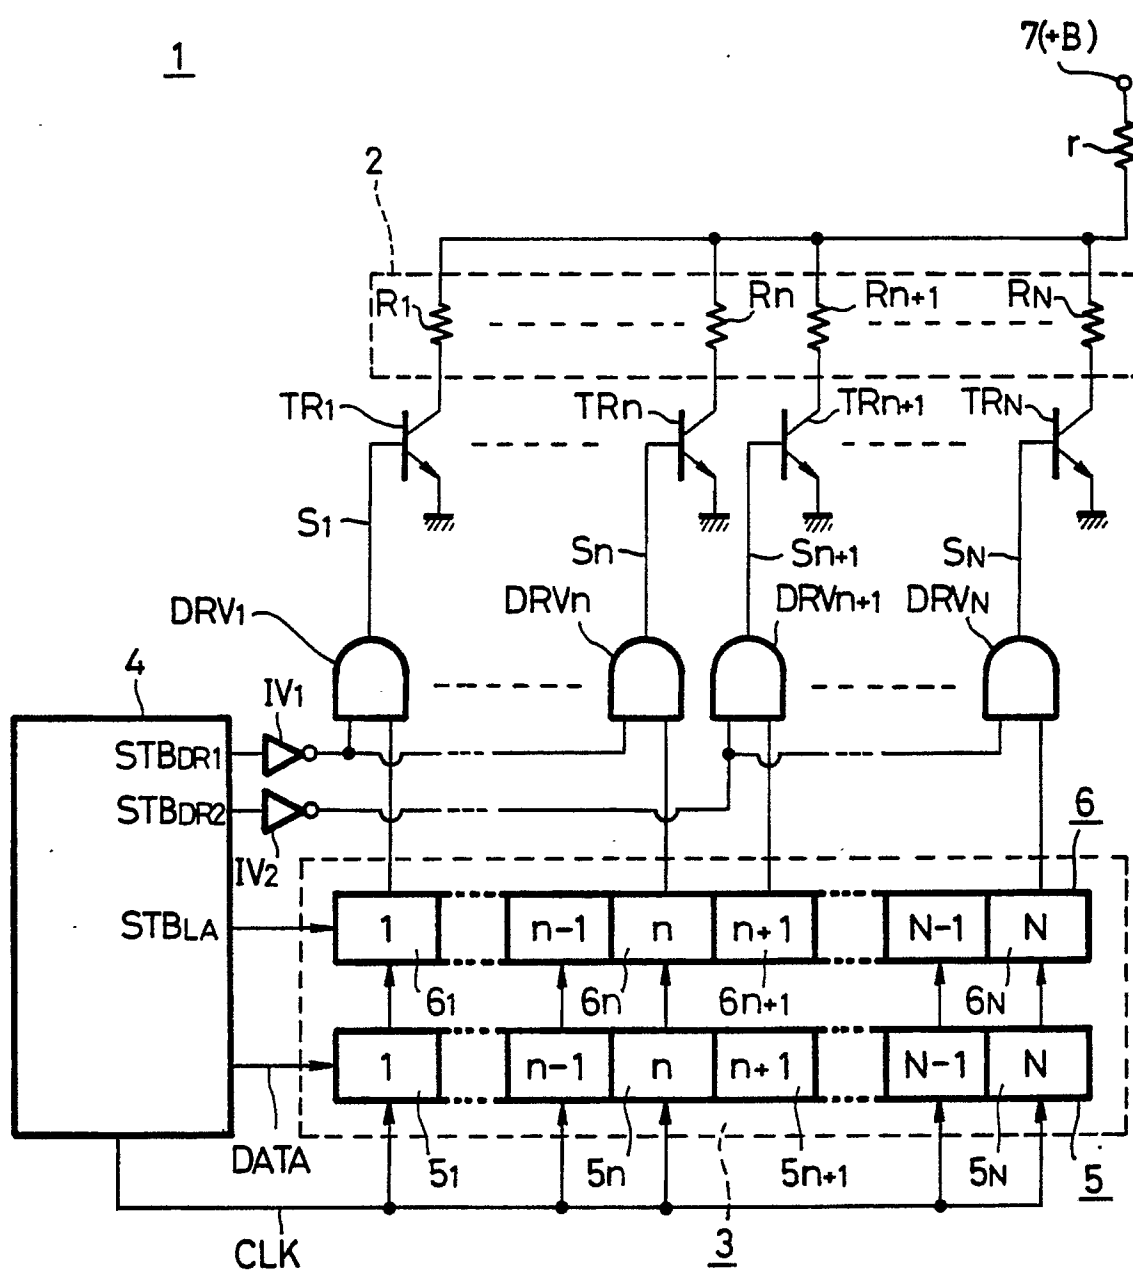 1
7(+B)
r
2
R1
Rn
Rn+1
RN
TR1
TRn
TRn+1
TRN
S1
Sn
Sn+1
SN
DRV1
DRVn
DRVn+1
DRVN
4
IV1
STBDR1
STBDR2
IV2
6
STBLA
1
n-1
n
n+1
N-1
N
61
6n
6n+1
6N
1
n-1
n
n+1
N-1
N
DATA
51
5n
5n+1
5N
5
CLK
3